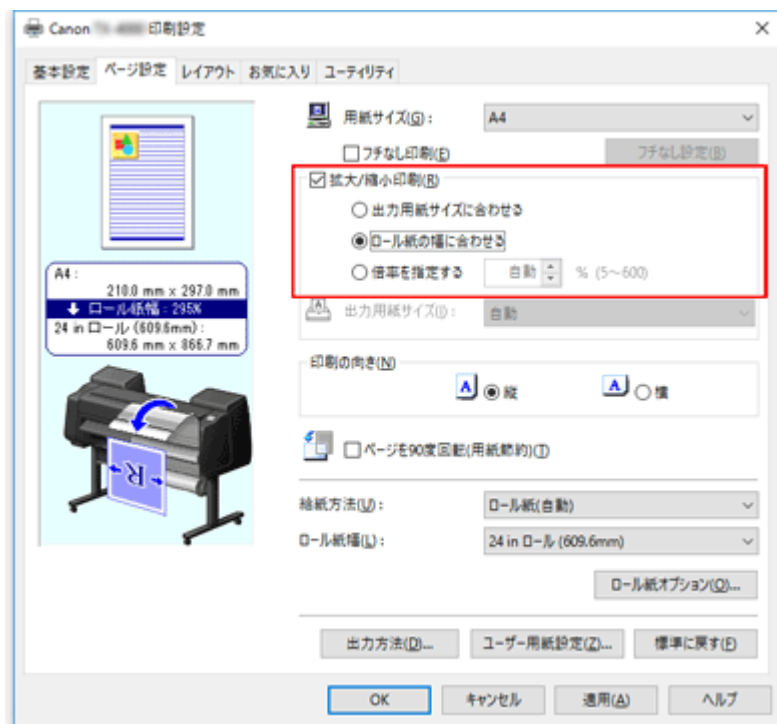 Canon 印刷設定
基本設定 ページ設定 レイアウト お気に入り ユーティリティ
用紙サイズ(G): A4
フチなし印刷(E) フチなし設定(B)
拡大/縮小印刷(R)
出力用紙サイズに合わせる
ロール紙の幅に合わせる
倍率を指定する 自動 % (5~600)
A4:
210.0 mm x 297.0 mm
ロール紙幅: 295%
24 in ロール (609.6mm):
609.6 mm x 866.7 mm
出力用紙サイズ(I): 自動
印刷の向き(N)
A 縦 A 横
ページを90度回転(用紙節約)(T)
R
給紙方法(U): ロール紙(自動)
ロール紙幅(L): 24 in ロール (609.6mm)
ロール紙オプション(O)...
出力方法(D)... ユーザー用紙設定(Z)... 標準に戻す(F)
OK キャンセル 適用(A) ヘルプ